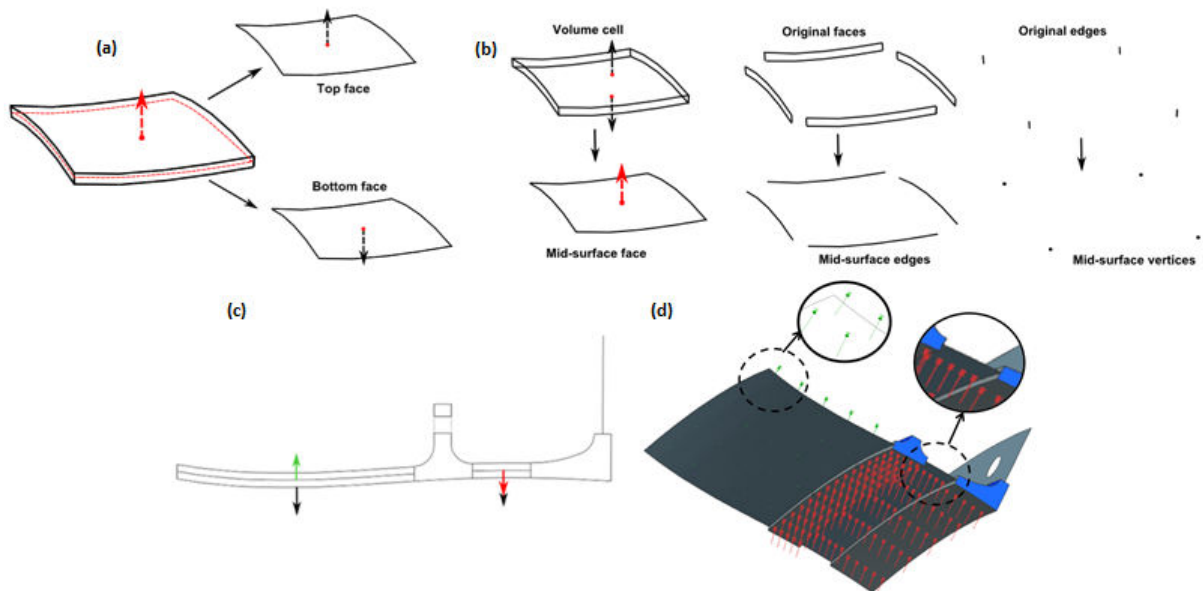 (a)
Top face
Bottom face
(b)
Volume cell
Original faces
Original edges
Mid-surface face
Mid-surface edges
Mid-surface vertices
(c)
(d)